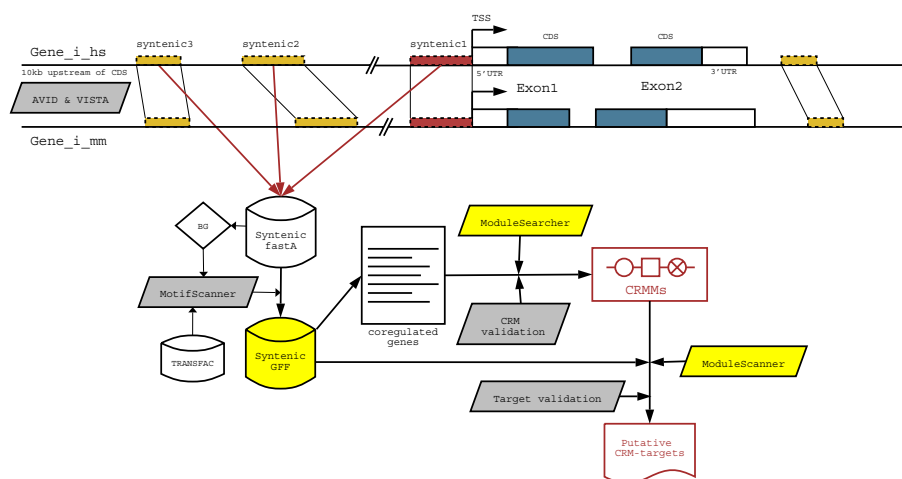 TSS
syntenic3
syntenic2
syntenic1
CDS
CDS
Gene_i_hs
10kb upstream of CDS
5'UTR
3'UTR
AVID & VISTA
Exon1
Exon2
Gene_i_mm
BG
Syntenic
fastA
ModuleSearcher
MotifScanner
CRMMs
CRM
validation
coregulated
genes
TRANSFAC
Syntenic
GFF
ModuleScanner
Target validation
Putative
CRM-targets